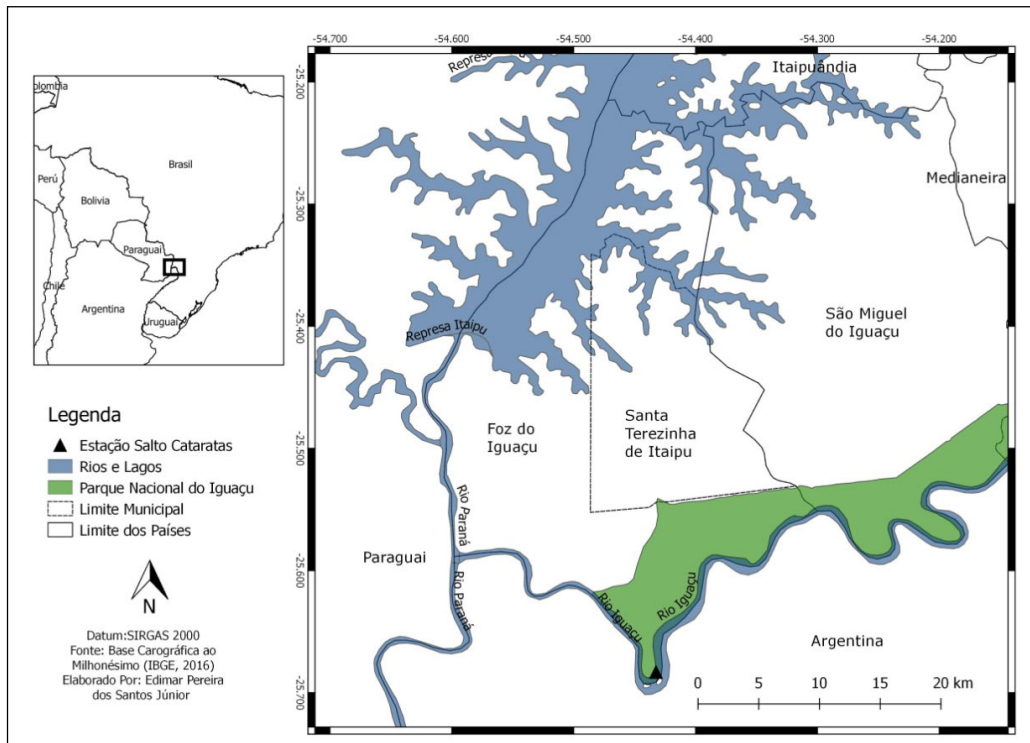 -54.700
-54.600
-54.500
-54.400
-54.300
-54.200
-25.200
-25.300
-25.400
-25.500
-25.600
-25.700
olombia
Perú
Brasil
Bolivia
Paraguai
Chile
Argentina
Uruguai
Represa I
Itaipuândia
Medianeira
São Miguel
do Iguaçu
Represa Itaipu
Foz do
Iguaçu
Santa
Terezinha
de Itaipu
Rio Paraná
Rio Paraná
Paraguai
Rio Iguaçu
Rio Iguaçu
Argentina
0 5 10 15 20 km
Legenda
Estação Salto Cataratas
Rios e Lagos
Parque Nacional do Iguaçu
Limite Municipal
Limite dos Países
N
Datum:SIRGAS 2000
Fonte: Base Carográfica ao
Milhonésimo (IBGE, 2016)
Elaborado Por: Edimar Pereira
dos Santos Júnior